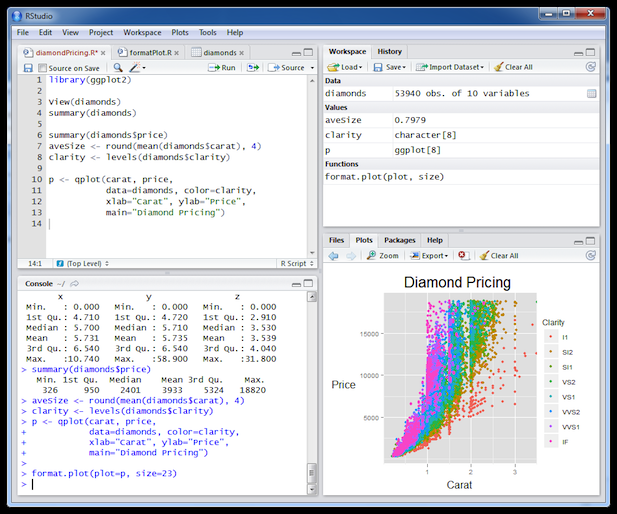 RStudio
File Edit View Project Workspace Plots Tools Help
diamondPricing.R* × formatPlot.R × diamonds ×
Source on Save Run Source
1 library(ggplot2)
2
3 View(diamonds)
4 summary(diamonds)
5
6 summary(diamonds$price)
7 aveSize <- round(mean(diamonds$carat), 4)
8 clarity <- levels(diamonds$clarity)
9
10 p <- qplot(carat, price,
11 data=diamonds, color=clarity,
12 xlab="Carat", ylab="Price",
13 main="Diamond Pricing")
14
14:1 (Top Level) R Script
Console ~/
x y z
Min. : 0.000 Min. : 0.000 Min. : 0.000
1st Qu.: 4.710 1st Qu.: 4.720 1st Qu.: 2.910
Median : 5.700 Median : 5.710 Median : 3.530
Mean : 5.731 Mean : 5.735 Mean : 3.539
3rd Qu.: 6.540 3rd Qu.: 6.540 3rd Qu.: 4.040
Max. :10.740 Max. :58.900 Max. :31.800
> summary(diamonds$price)
Min. 1st Qu. Median Mean 3rd Qu. Max.
326 950 2401 3933 5324 18820
> aveSize <- round(mean(diamonds$carat), 4)
> clarity <- levels(diamonds$clarity)
> p <- qplot(carat, price,
+ data=diamonds, color=clarity,
+ xlab="Carat", ylab="Price",
+ main="Diamond Pricing")
>
> format.plot(plot=p, size=23)
>
Workspace History
Load Save Import Dataset Clear All
Data
diamonds 53940 obs. of 10 variables
Values
aveSize 0.7979
clarity character[8]
p ggplot[8]
Functions
format.plot(plot, size)
Files Plots Packages Help
Zoom Export Clear All
Diamond Pricing
Price
15000
10000
5000
1 2 3
Carat
Clarity
I1
SI2
SI1
VS2
VS1
VVS2
VVS1
IF